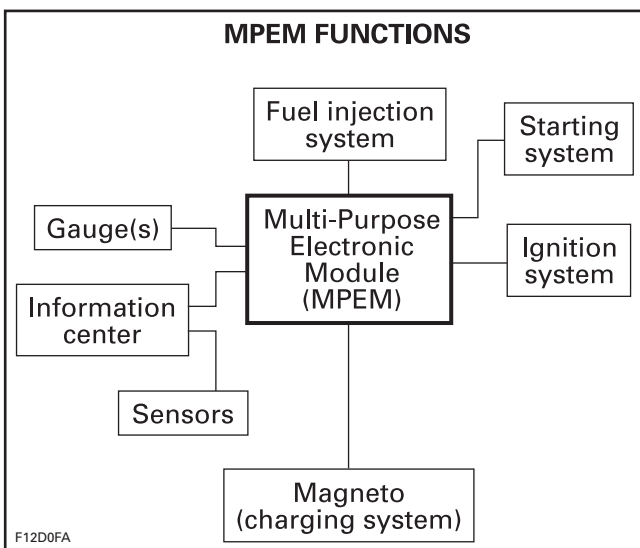 MPEM FUNCTIONS
Fuel injection
system
Starting
system
Gauge(s)
Multi-Purpose
Electronic
Module
(MPEM)
Ignition
system
Information
center
Sensors
Magneto
(charging system)
F12D0FA